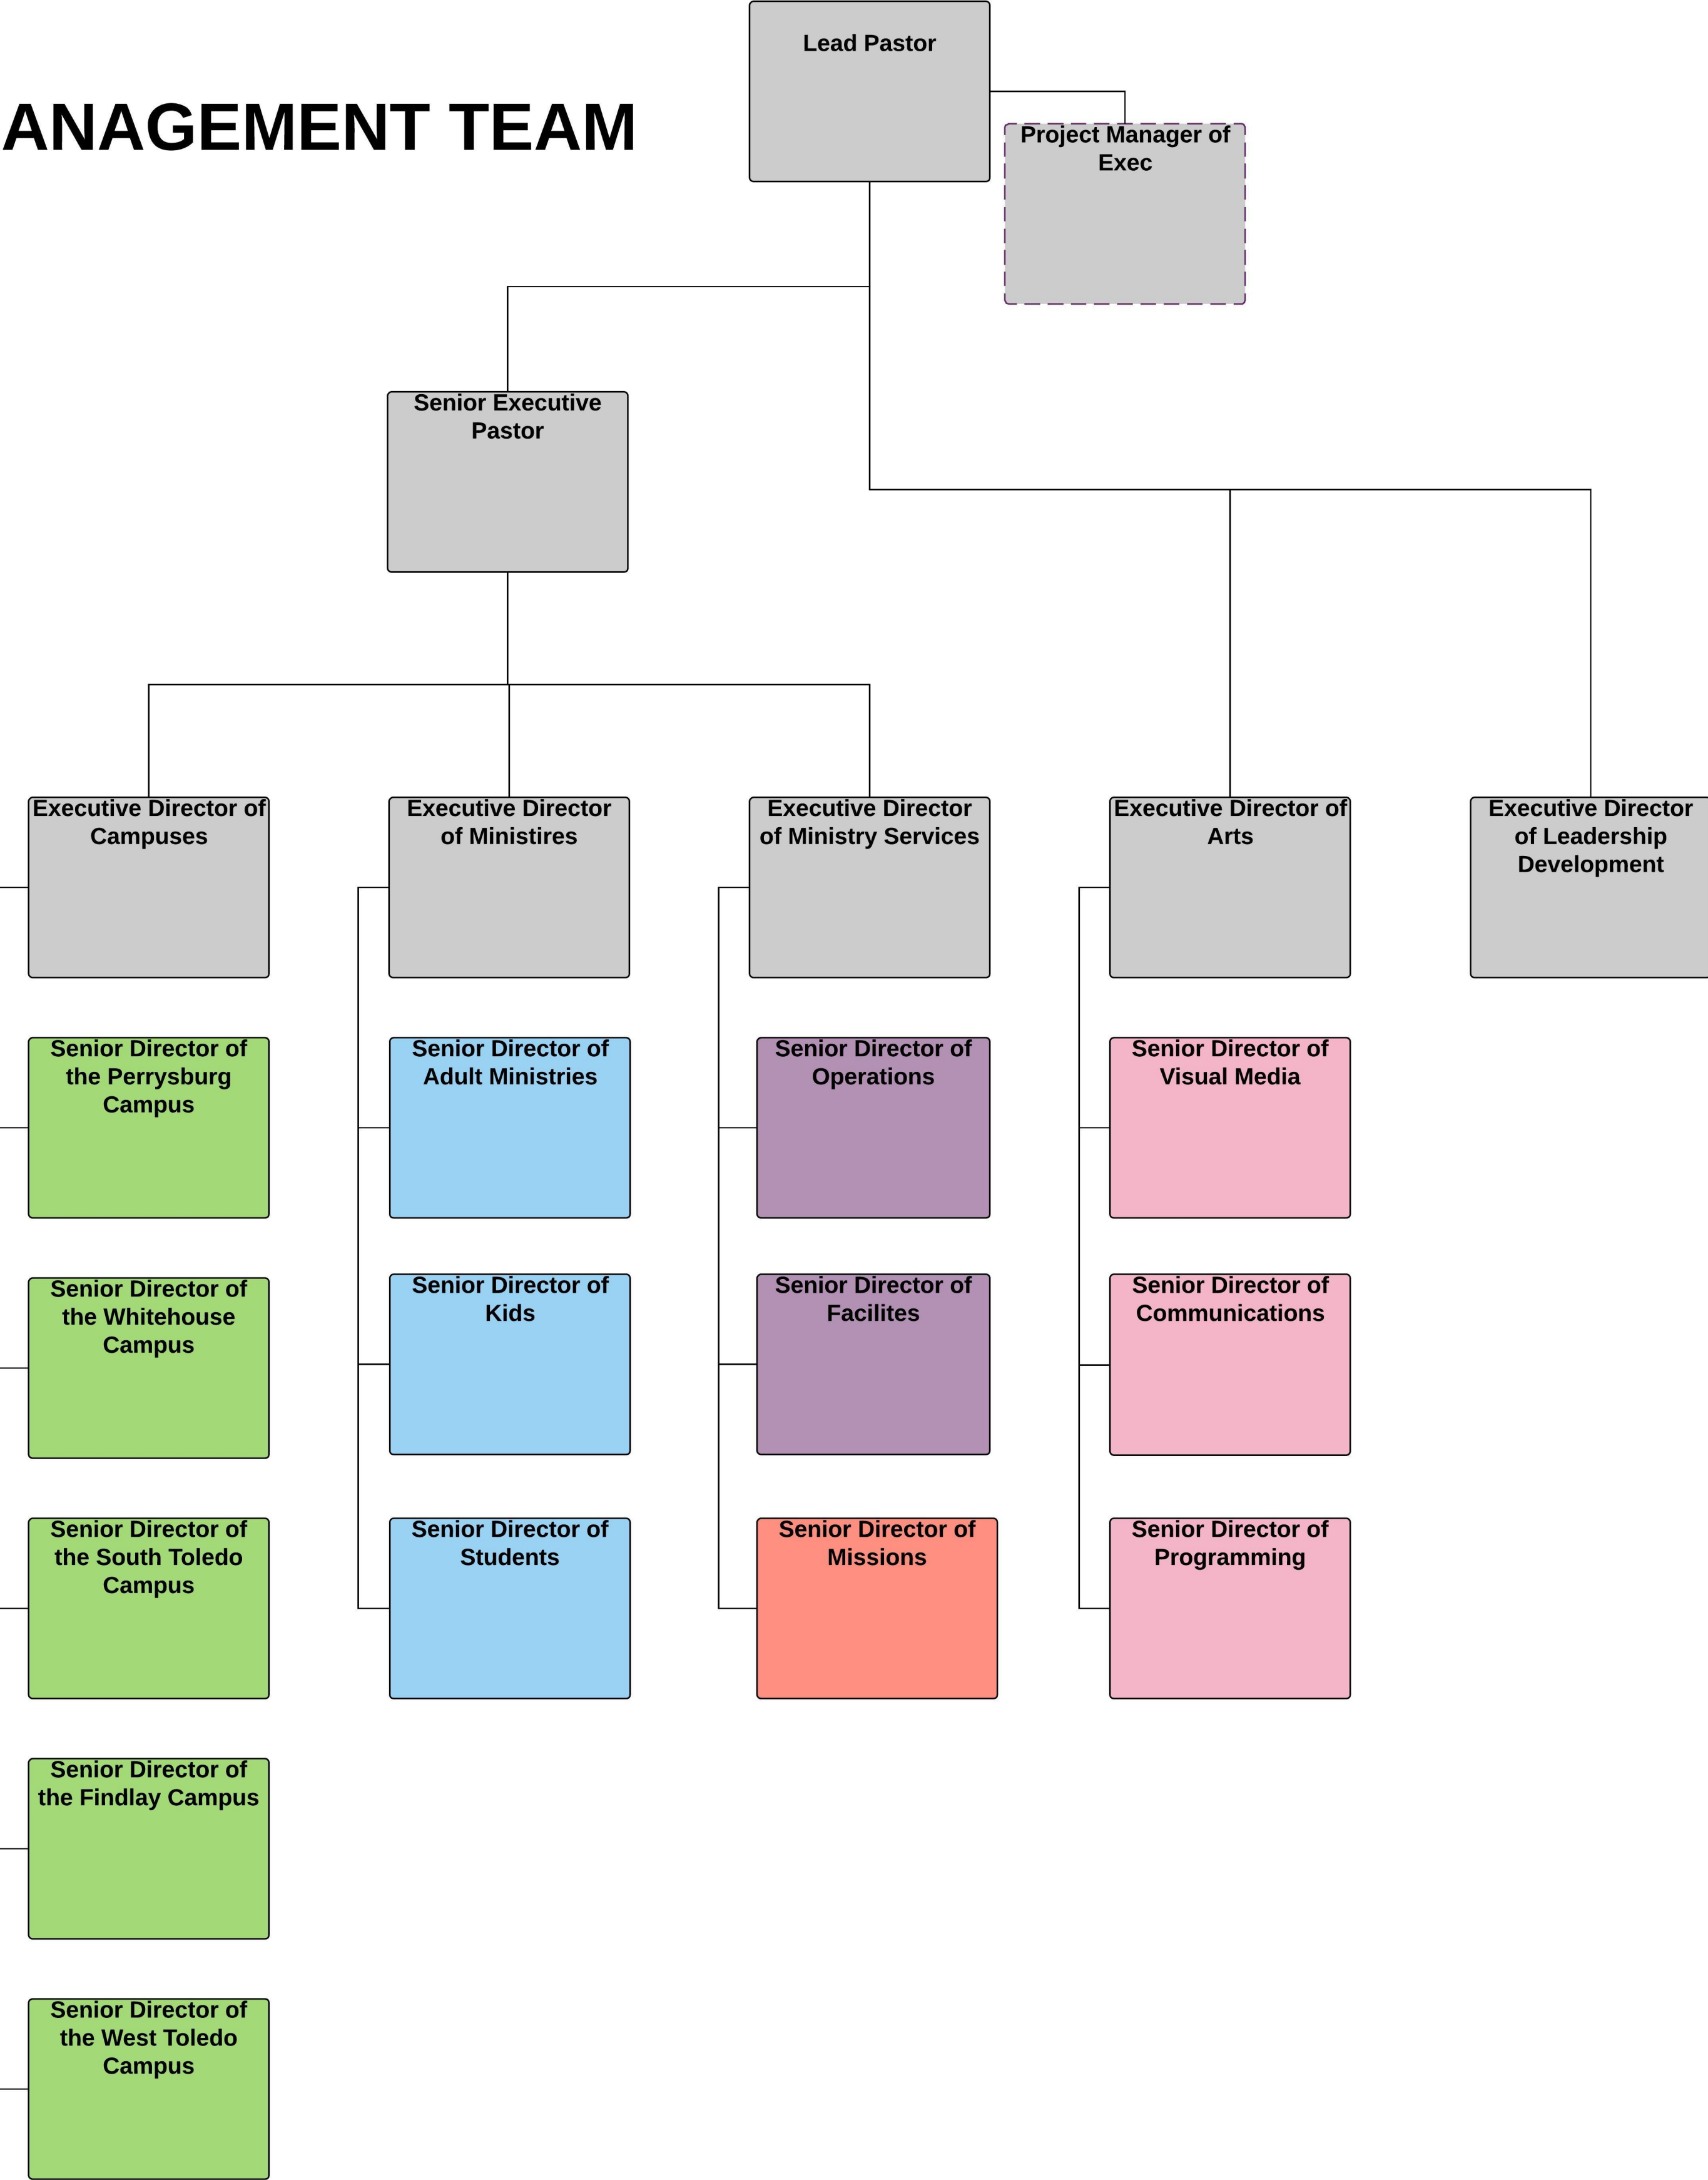 Lead Pastor
ANAGEMENT TEAM
Project Manager of
Exec
Senior Executive
Pastor
Executive Director of
Campuses
Executive Director
of Ministires
Executive Director
of Ministry Services
Executive Director of
Arts
Executive Director
of Leadership
Development
Senior Director of
the Perrysburg
Campus
Senior Director of
Adult Ministries
Senior Director of
Operations
Senior Director of
Visual Media
Senior Director of
the Whitehouse
Campus
Senior Director of
Kids
Senior Director of
Facilites
Senior Director of
Communications
Senior Director of
the South Toledo
Campus
Senior Director of
Students
Senior Director of
Missions
Senior Director of
Programming
Senior Director of
the Findlay Campus
Senior Director of
the West Toledo
Campus